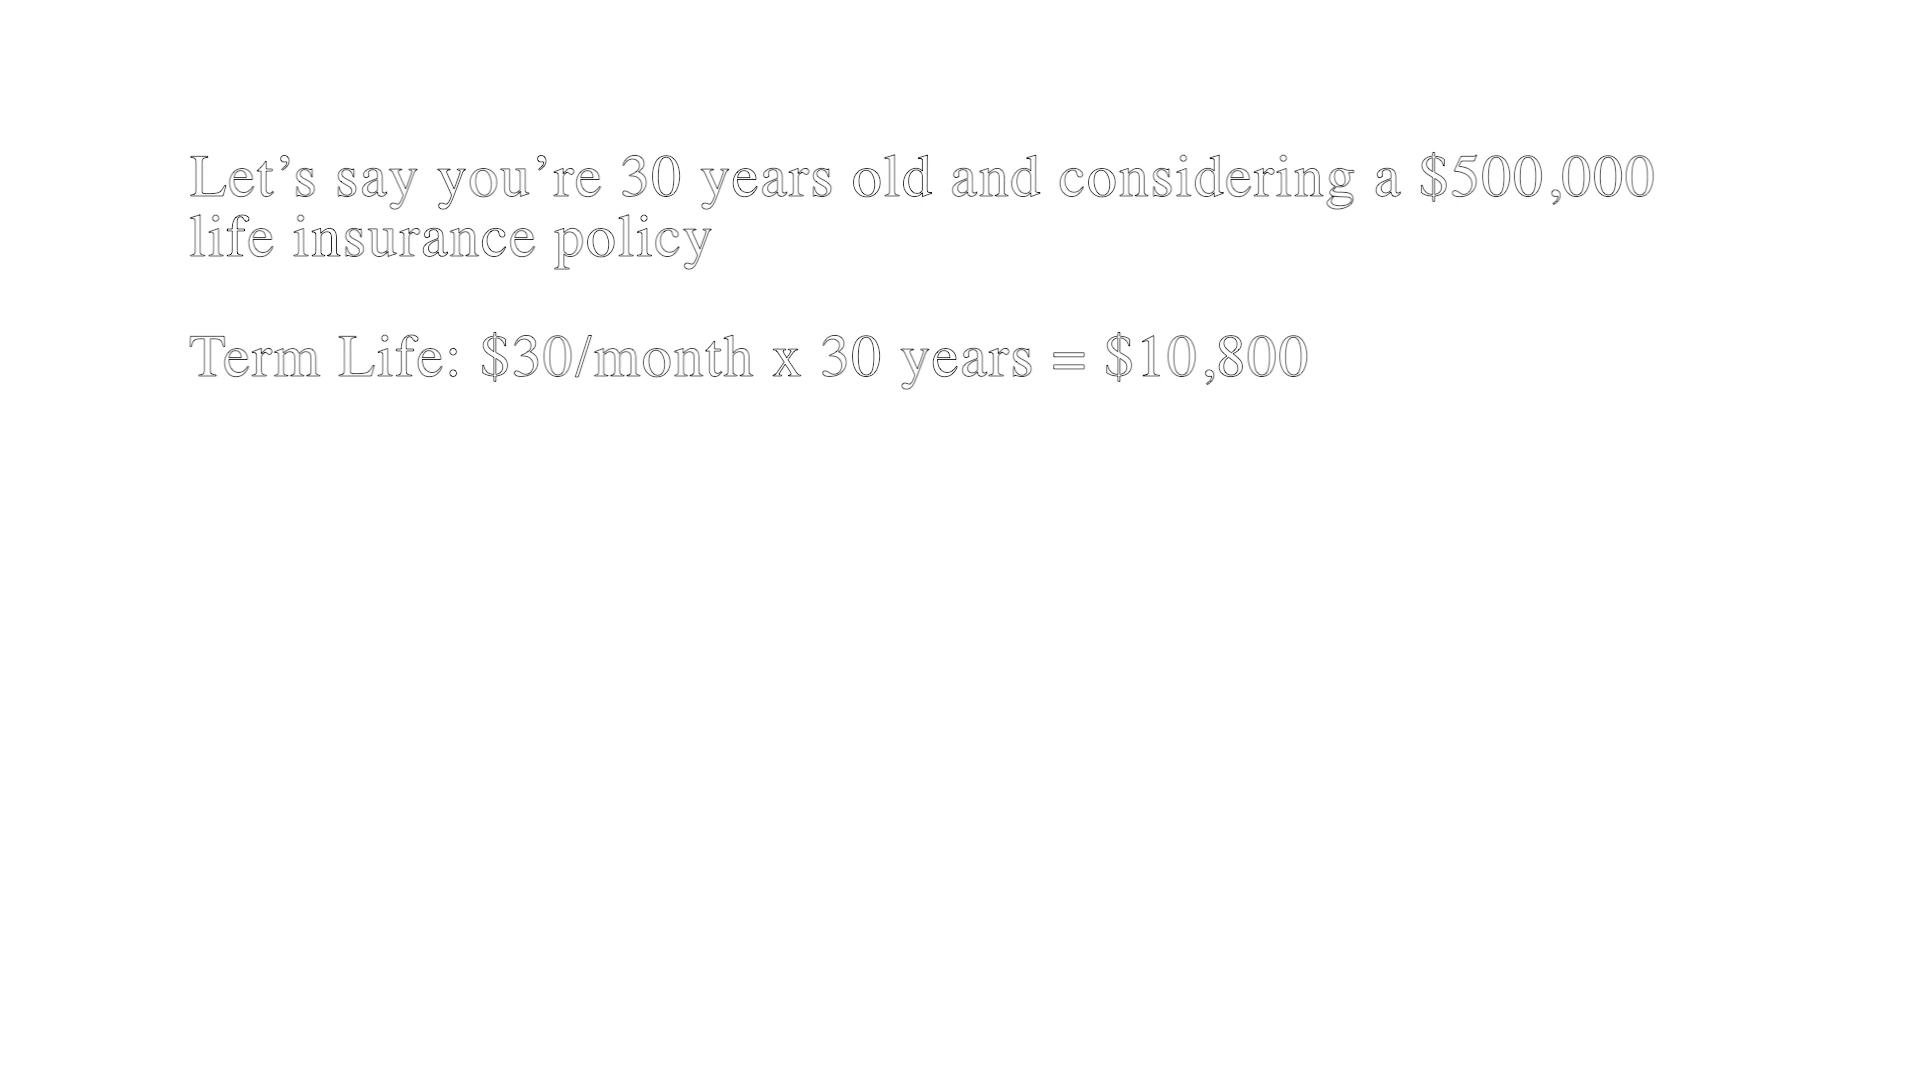 Let’s say you’re 30 years old and considering a $500,000
life insurance policy
Term Life: $30/month x 30 years = $10,800